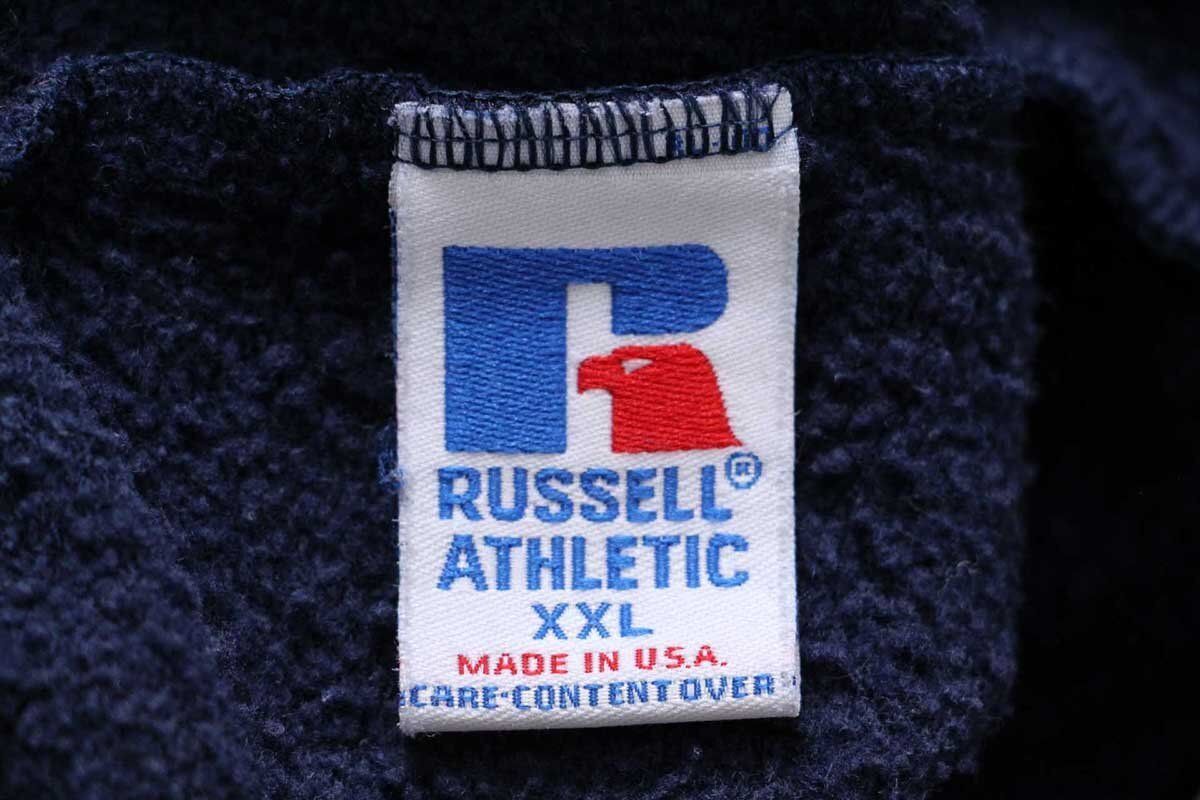 RUSSELL®
ATHLETIC
XXL
MADE IN U.S.A.
CARE·CONTENT OVER